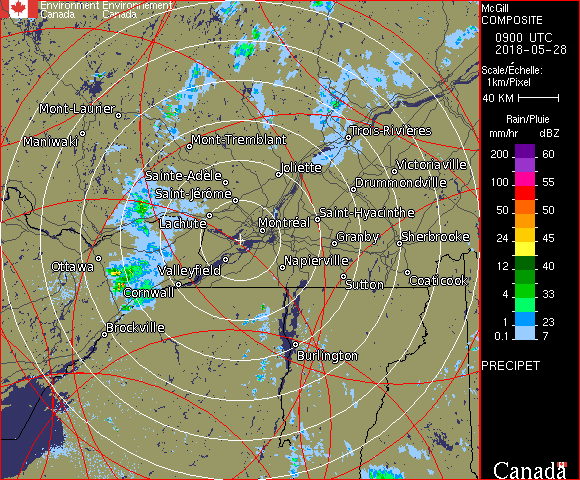 Environment Environnement
Canada Canada
McGill
COMPOSITE
0900 UTC
2018-05-28
Scale/Échelle:
1km/Pixel
40 KM
Rain/Pluie
mm/hr dBZ
200 60
100 55
50 50
24 45
12 40
4 33
1 23
0.1 7
PRECIPET
Canada
Mont-Laurier
Maniwaki
Mont-Tremblant
Trois-Rivières
Sainte-Adèle
Joliette
Victoriaville
Saint-Jérôme
Drummondville
Lachute
Montréal
Saint-Hyacinthe
Granby
Sherbrooke
Ottawa
Valleyfield
Napierville
Cornwall
Sutton
Coaticook
Brockville
Burlington